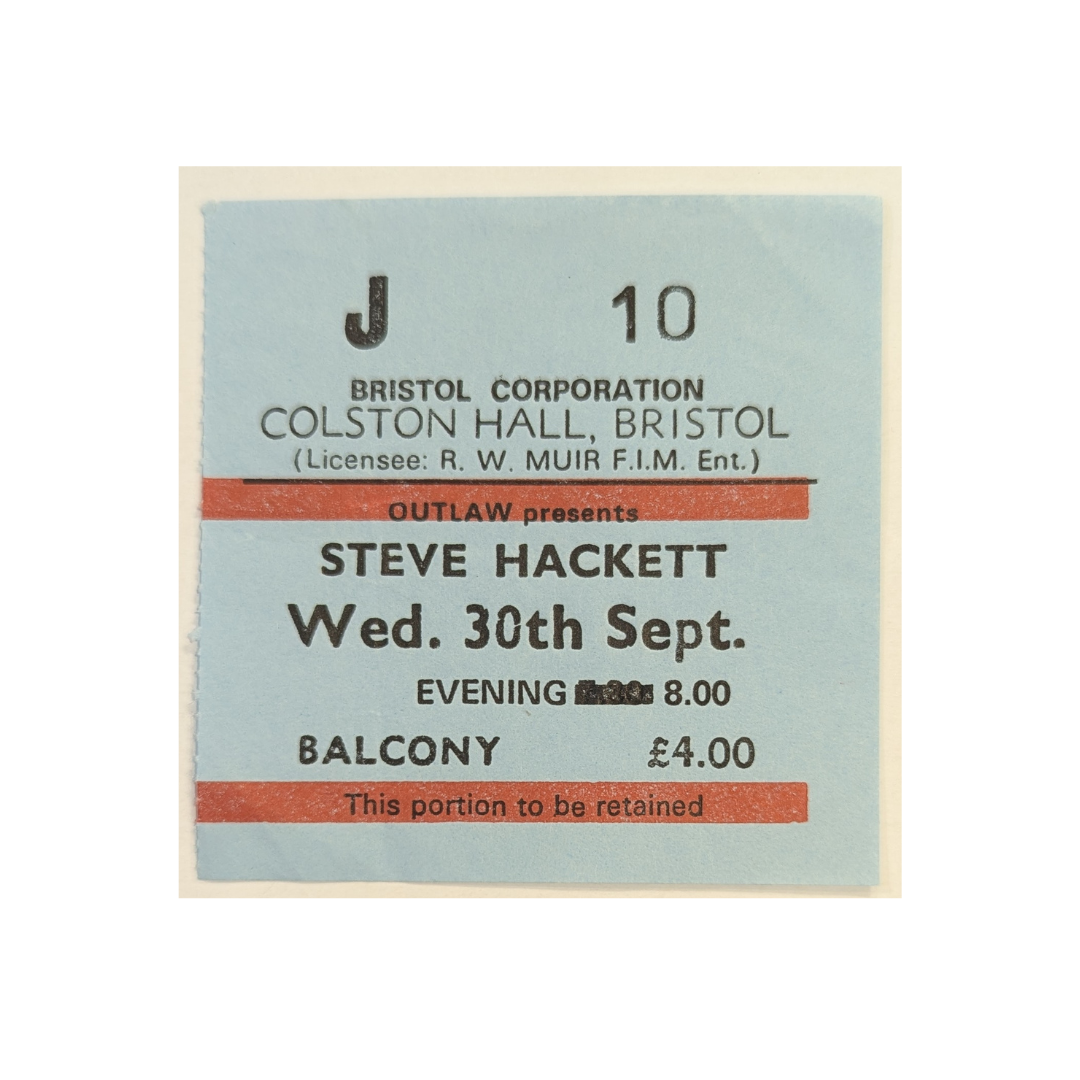 J 10
BRISTOL CORPORATION
COLSTON HALL, BRISTOL
(Licensee: R. W. MUIR F.I.M. Ent.)
OUTLAW presents
STEVE HACKETT
Wed. 30th Sept.
EVENING 8.00
BALCONY £4.00
This portion to be retained